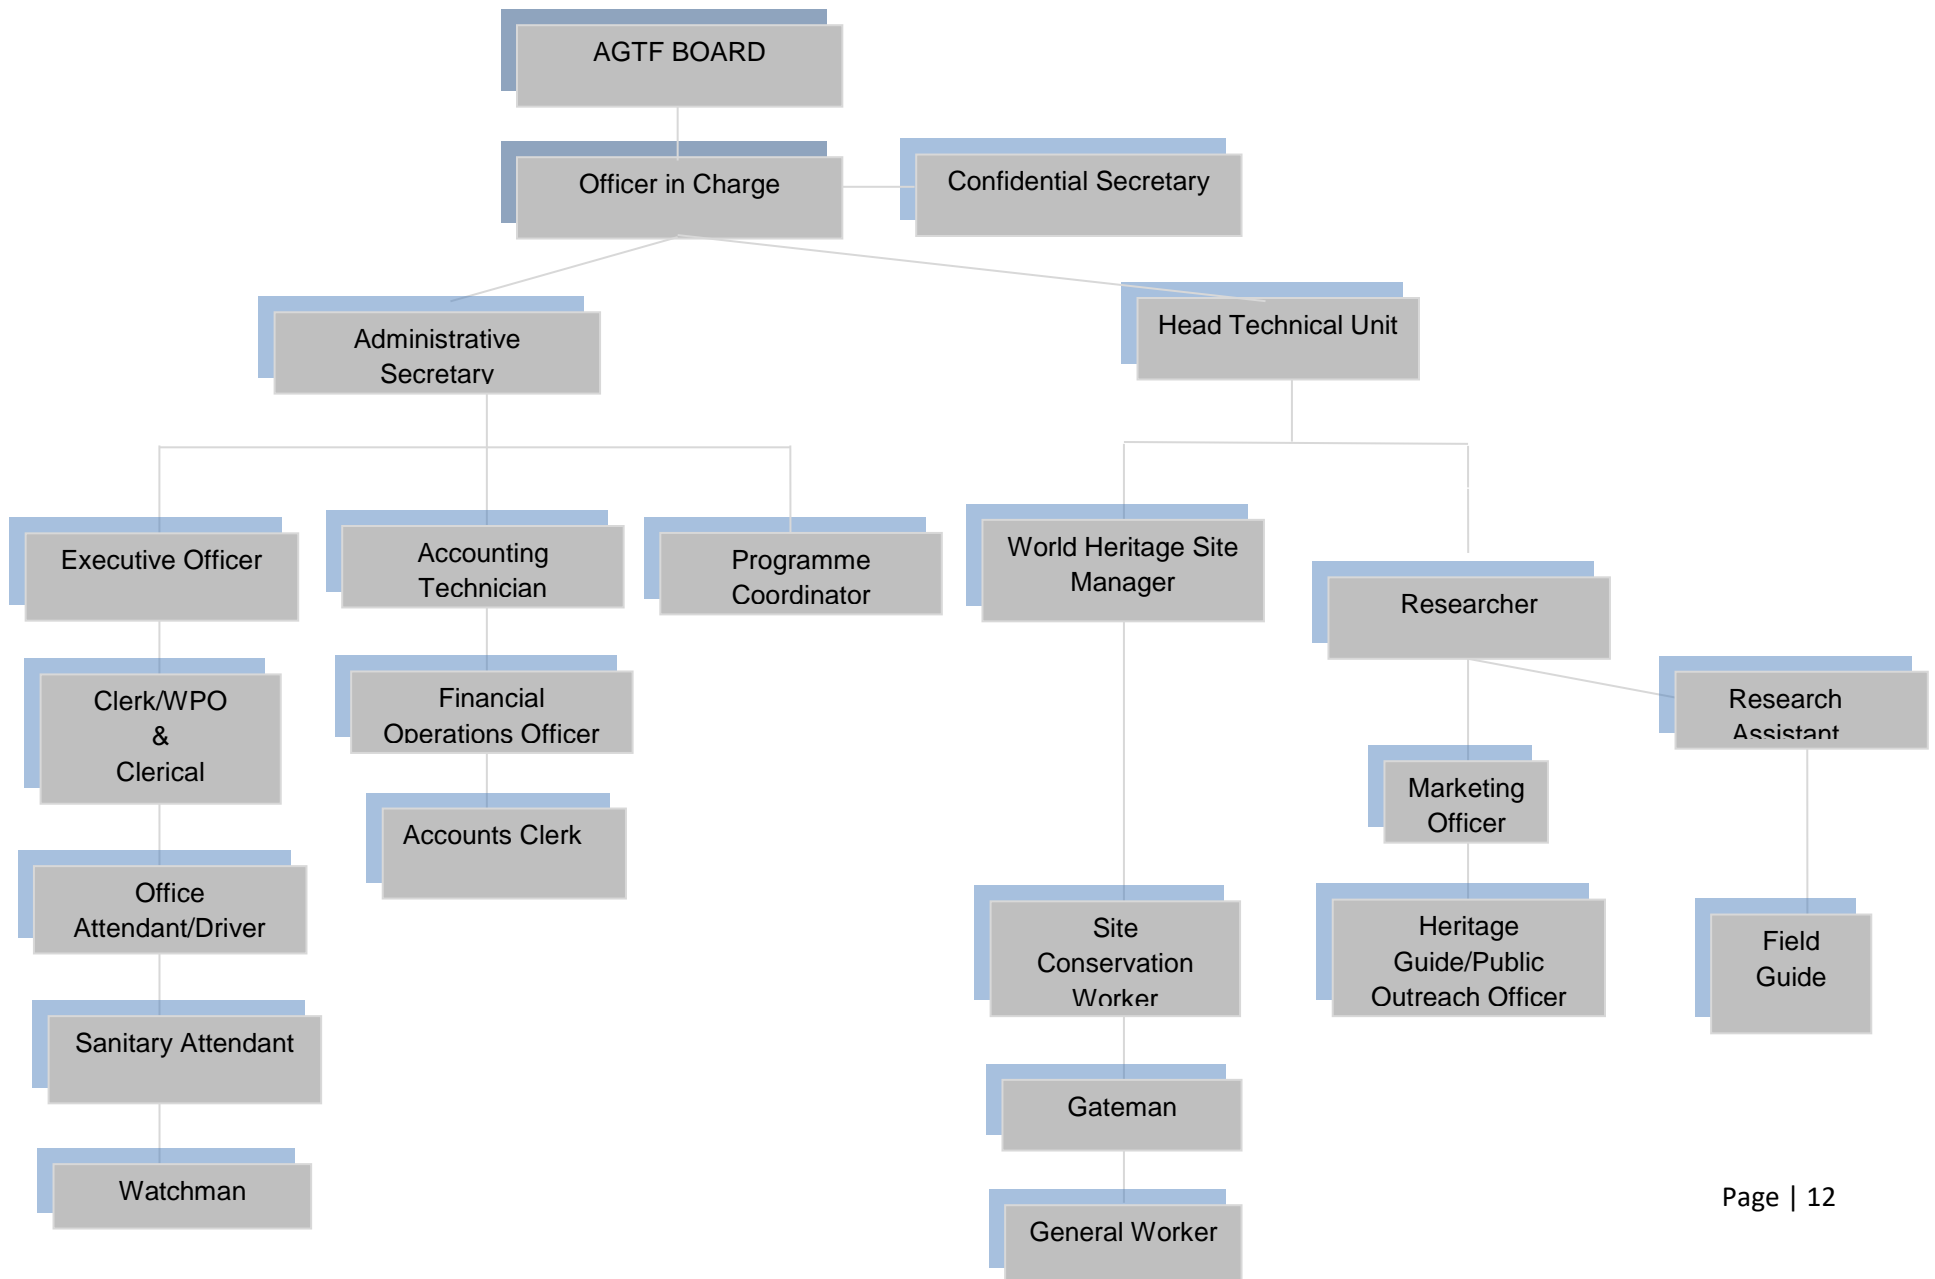 AGTF BOARD
Officer in Charge
Confidential Secretary
Administrative
Secretary
Head Technical Unit
Executive Officer
Accounting
Technician
Programme
Coordinator
World Heritage Site
Manager
Researcher
Clerk/WPO
&
Clerical
Financial
Operations Officer
Research
Assistant
Marketing
Officer
Accounts Clerk
Office
Attendant/Driver
Site
Conservation
Worker
Heritage
Guide/Public
Outreach Officer
Field
Guide
Sanitary Attendant
Gateman
Watchman
General Worker
Page | 12